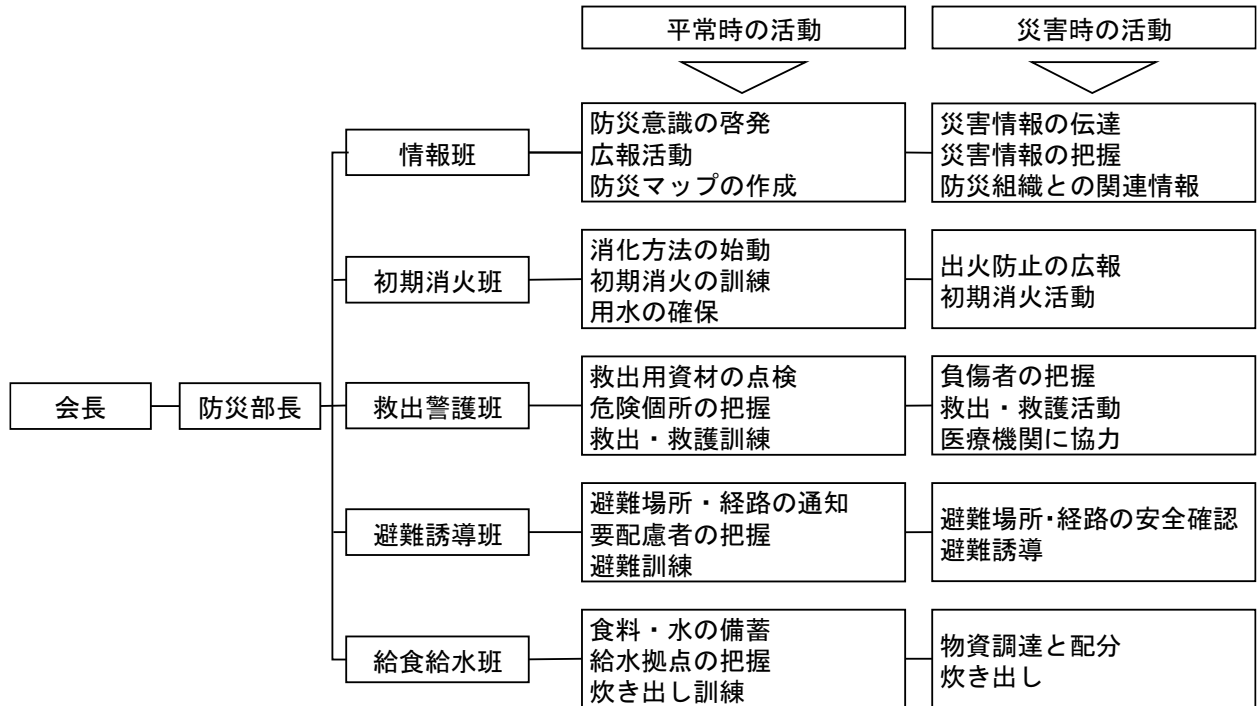 平常時の活動
災害時の活動
情報班
防災意識の啓発
広報活動
防災マップの作成
災害情報の伝達
災害情報の把握
防災組織との関連情報
初期消火班
消化方法の始動
初期消火の訓練
用水の確保
出火防止の広報
初期消火活動
会長
防災部長
救出警護班
救出用資材の点検
危険個所の把握
救出・救護訓練
負傷者の把握
救出・救護活動
医療機関に協力
避難誘導班
避難場所・経路の通知
要配慮者の把握
避難訓練
避難場所・経路の安全確認
避難誘導
給食給水班
食料・水の備蓄
給水拠点の把握
炊き出し訓練
物資調達と配分
炊き出し